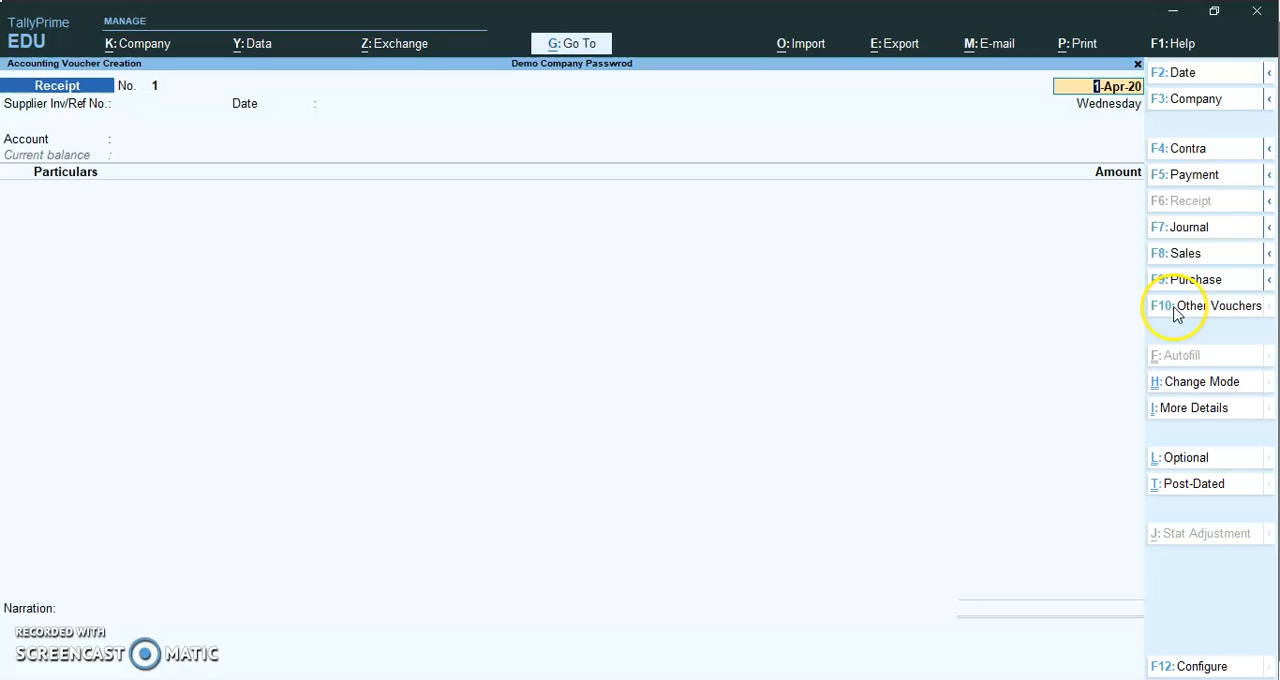 TallyPrime
EDU
MANAGE
K: Company Y: Data Z: Exchange G: Go To O: Import E: Export M: E-mail P: Print F1: Help
Accounting Voucher Creation Demo Company Passwrod
Receipt No. 1 1-Apr-20
Supplier Inv/Ref No.: Date : Wednesday
Account :
Current balance :
Particulars Amount
F2: Date
F3: Company
F4: Contra
F5: Payment
F6: Receipt
F7: Journal
F8: Sales
F9: Purchase
F10: Other Vouchers
F: Autofill
H: Change Mode
I: More Details
L: Optional
T: Post-Dated
J: Stat Adjustment
Narration:
RECORDED WITH
SCREENCAST MATIC
F12: Configure